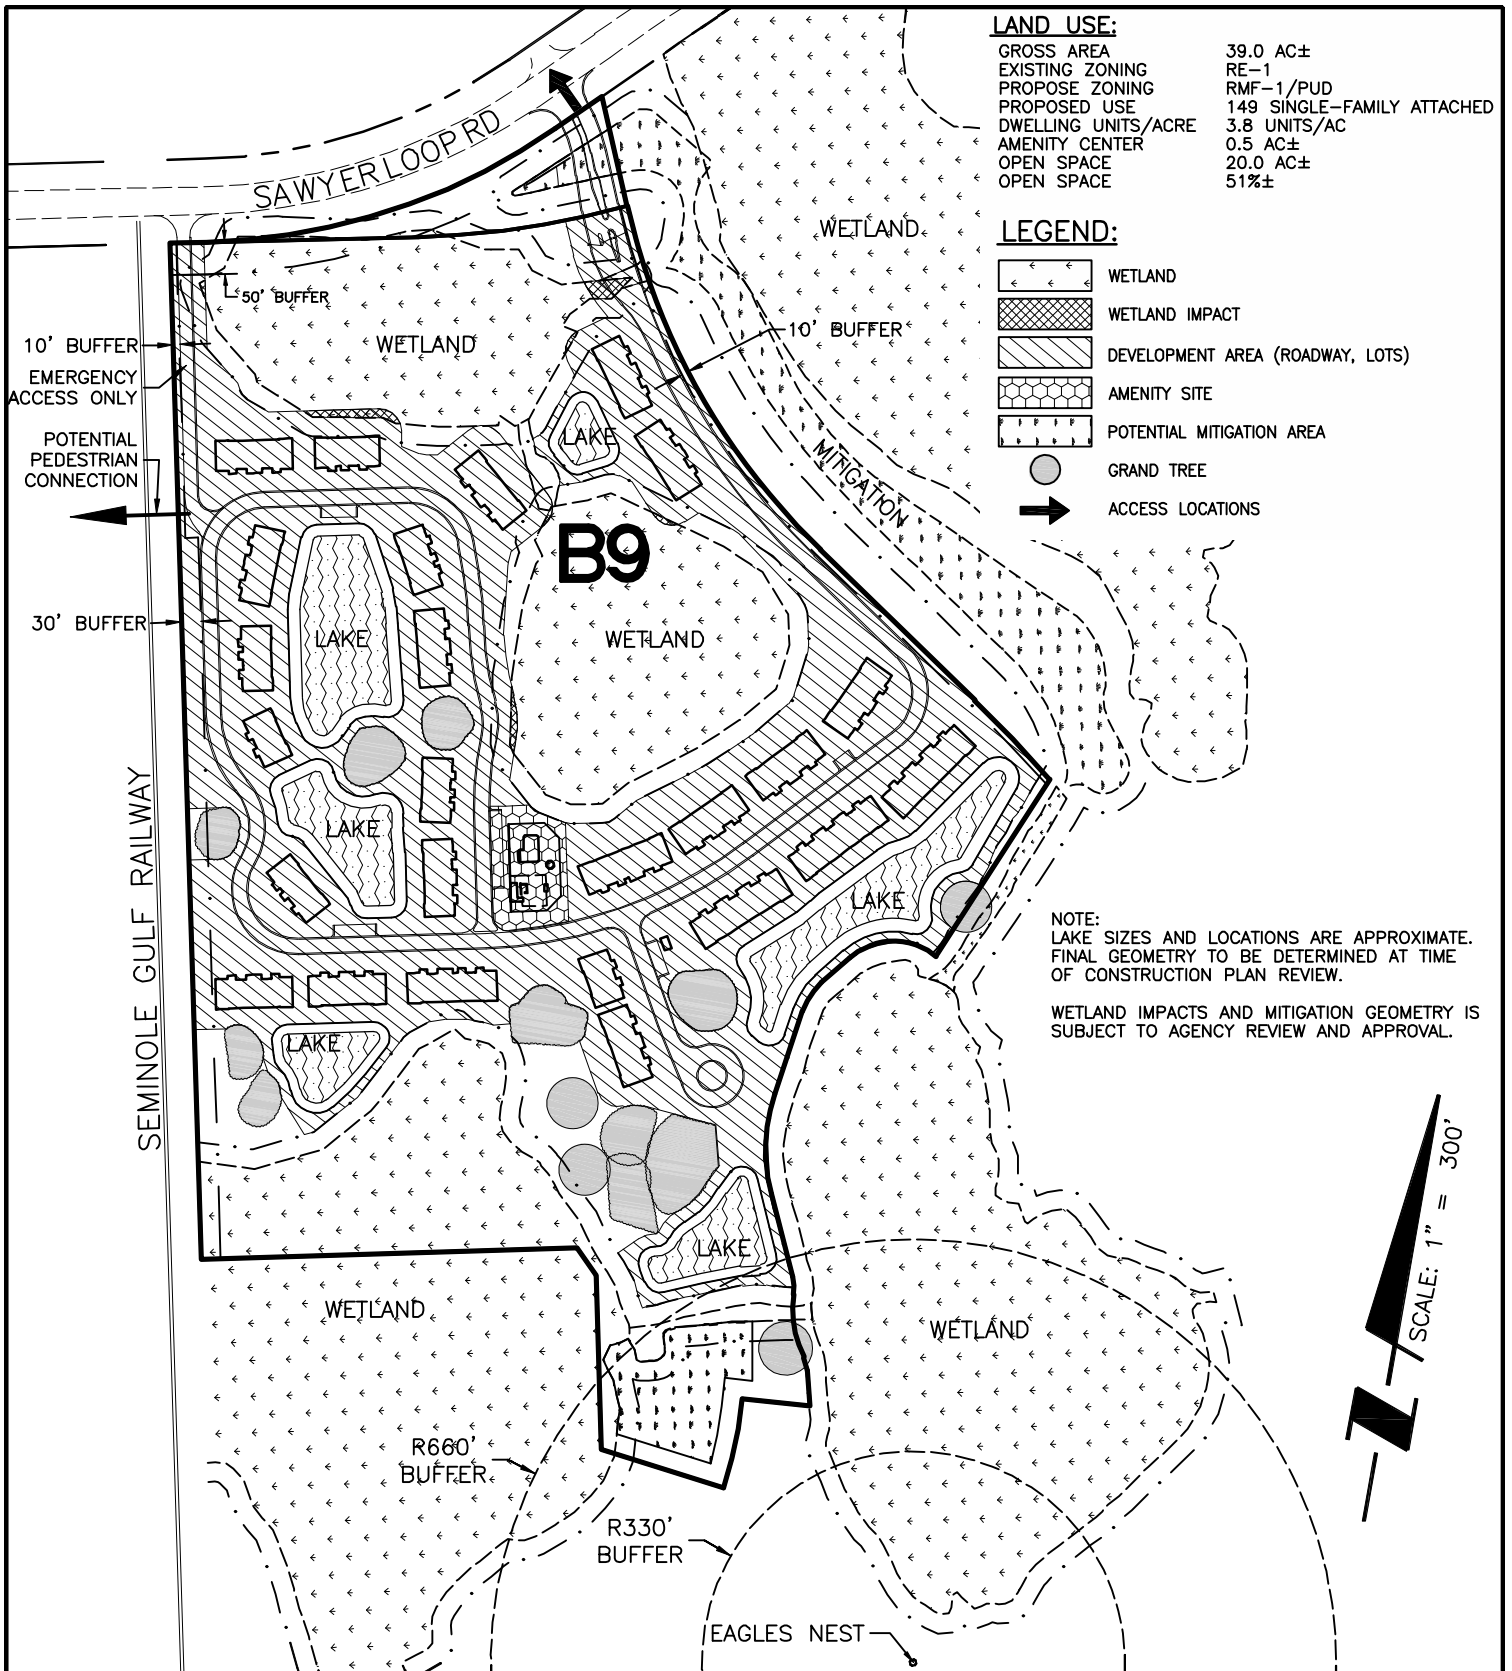 LAND USE:
GROSS AREA 39.0 AC±
EXISTING ZONING RE-1
PROPOSE ZONING RMF-1/PUD
PROPOSED USE 149 SINGLE-FAMILY ATTACHED
DWELLING UNITS/ACRE 3.8 UNITS/AC
AMENITY CENTER 0.5 AC±
OPEN SPACE 20.0 AC±
OPEN SPACE 51%±
LEGEND:
WETLAND
WETLAND IMPACT
DEVELOPMENT AREA (ROADWAY, LOTS)
AMENITY SITE
POTENTIAL MITIGATION AREA
GRAND TREE
ACCESS LOCATIONS
SAWYER LOOP RD
WETLAND
50' BUFFER
10' BUFFER
WETLAND
10' BUFFER
EMERGENCY
ACCESS ONLY
POTENTIAL
PEDESTRIAN
CONNECTION
LAKE
MITIGATION
B9
30' BUFFER
LAKE
WETLAND
SEMINOLE GULF RAILWAY
LAKE
LAKE
NOTE:
LAKE SIZES AND LOCATIONS ARE APPROXIMATE.
FINAL GEOMETRY TO BE DETERMINED AT TIME
OF CONSTRUCTION PLAN REVIEW.
WETLAND IMPACTS AND MITIGATION GEOMETRY IS
SUBJECT TO AGENCY REVIEW AND APPROVAL.
LAKE
LAKE
WETLAND
WETLAND
SCALE: 1" = 300'
N
R660'
BUFFER
R330'
BUFFER
EAGLES NEST